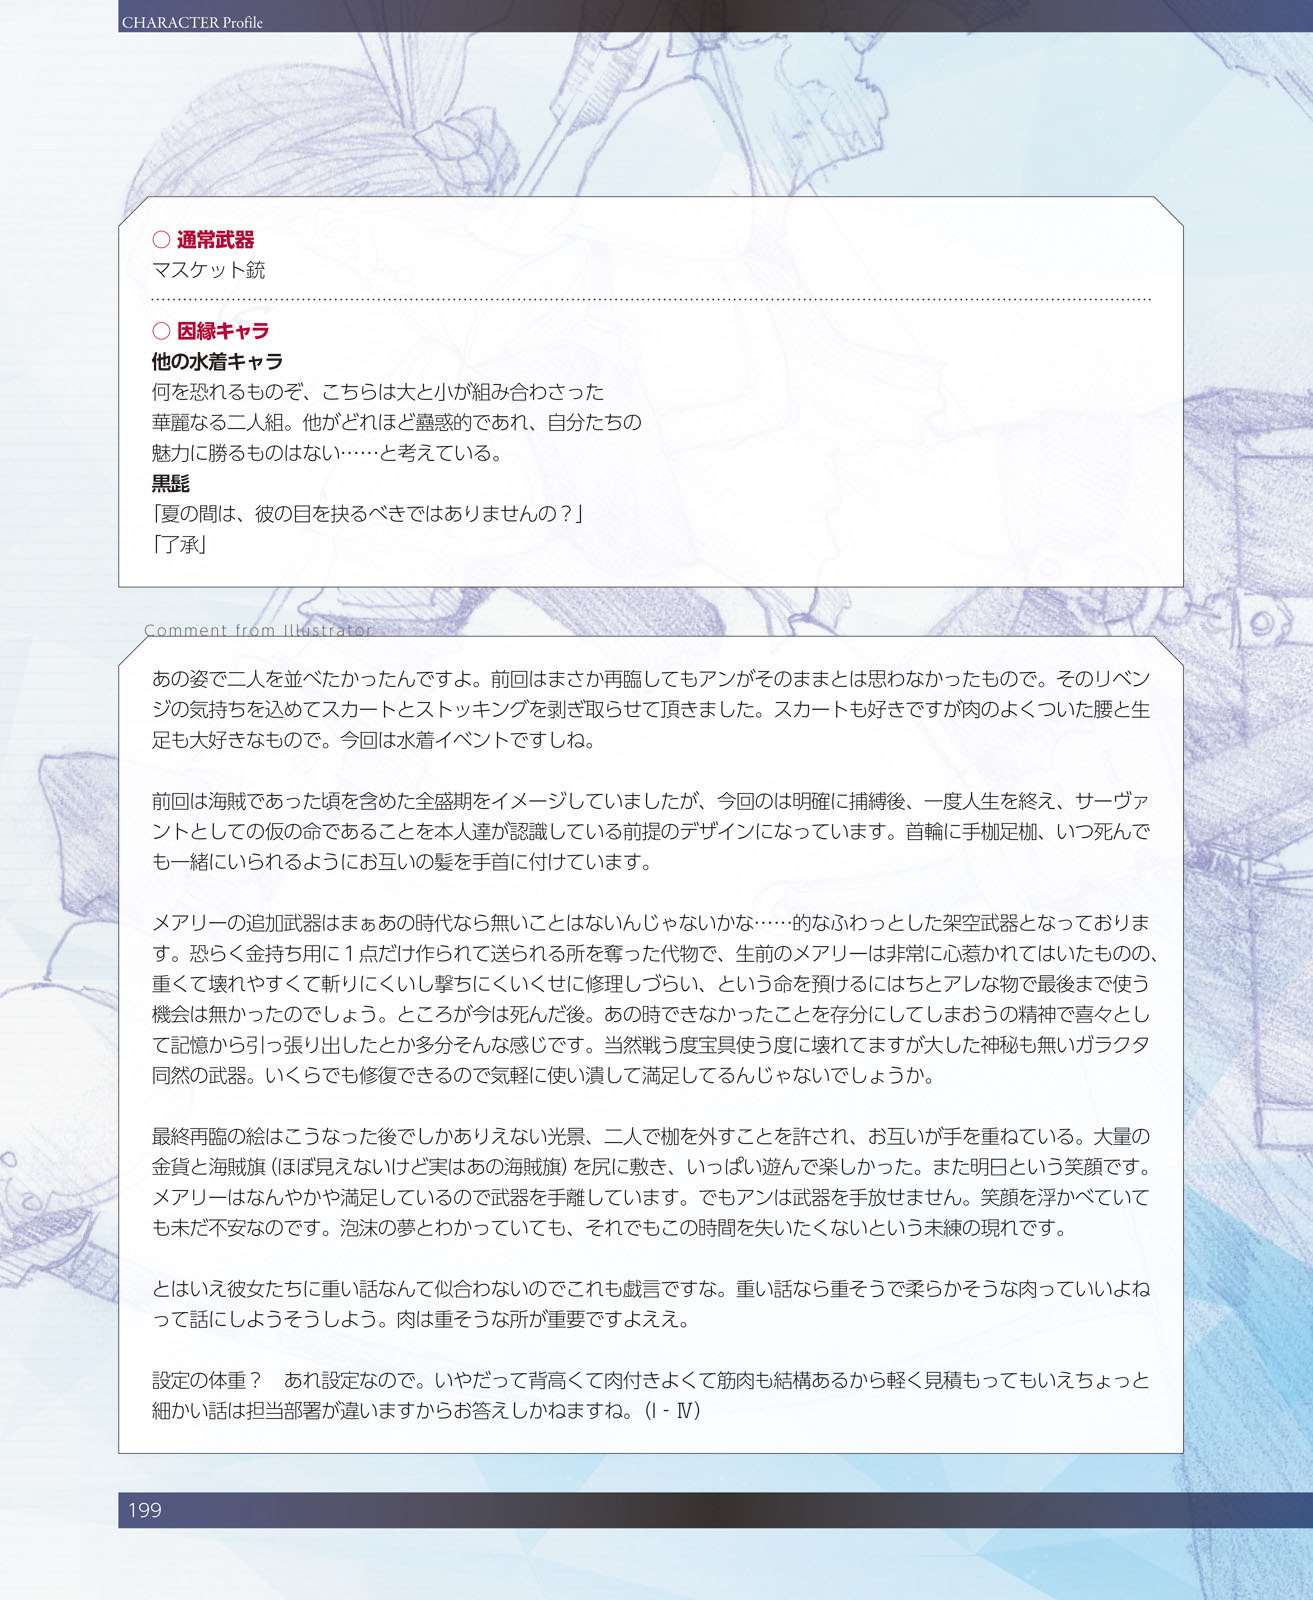 CHARACTER Profile
○ 通常武器
マスケット銃
○ 因縁キャラ
他の水着キャラ
何を恐れるものぞ、こちらは大と小が組み合わさった
華麗なる二人組。他がどれほど蠱惑的であれ、自分たちの
魅力に勝るものはない……と考えている。
黒髭
「夏の間は、彼の目を抉るべきではありませんの？」
「了承」
Comment from Illustrator
あの姿で二人を並べたかったんですよ。前回はまさか再臨してもアンがそのままとは思わなかったもので。そのリベン
ジの気持ちを込めてスカートとストッキングを剥ぎ取らせて頂きました。スカートも好きですが肉のよくついた腰と生
足も大好きなもので。今回は水着イベントですしね。
前回は海賊であった頃を含めた全盛期をイメージしていましたが、今回のは明確に捕縛後、一度人生を終え、サーヴァ
ントとしての仮の命であることを本人達が認識している前提のデザインになっています。首輪に手枷足枷、いつ死んで
も一緒にいられるようにお互いの髪を手首に付けています。
メアリーの追加武器はまぁあの時代なら無いことはないんじゃないかな……的なふわっとした架空武器となっておりま
す。恐らく金持ち用に１点だけ作られて送られる所を奪った代物で、生前のメアリーは非常に心惹かれてはいたものの、
重くて壊れやすくて斬りにくいし撃ちにくいくせに修理しづらい、という命を預けるにはちとアレな物で最後まで使う
機会は無かったのでしょう。ところが今は死んだ後。あの時できなかったことを存分にしてしまおうの精神で喜々とし
て記憶から引っ張り出したとか多分そんな感じです。当然戦う度宝具使う度に壊れてますが大した神秘も無いガラクタ
同然の武器。いくらでも修復できるので気軽に使い潰して満足してるんじゃないでしょうか。
最終再臨の絵はこうなった後でしかありえない光景、二人で枷を外すことを許され、お互いが手を重ねている。大量の
金貨と海賊旗（ほぼ見えないけど実はあの海賊旗）を尻に敷き、いっぱい遊んで楽しかった。また明日という笑顔です。
メアリーはなんやかや満足しているので武器を手離しています。でもアンは武器を手放せません。笑顔を浮かべていて
も未だ不安なのです。泡沫の夢とわかっていても、それでもこの時間を失いたくないという未練の現れです。
とはいえ彼女たちに重い話なんて似合わないのでこれも戯言ですな。重い話なら重そうで柔らかそうな肉っていいよね
って話にしようそうしよう。肉は重そうな所が重要ですよええ。
設定の体重？　あれ設定なので。いやだって背高くて肉付きよくて筋肉も結構あるから軽く見積もってもいえちょっと
細かい話は担当部署が違いますからお答えしかねますね。（I - Ⅳ）
199